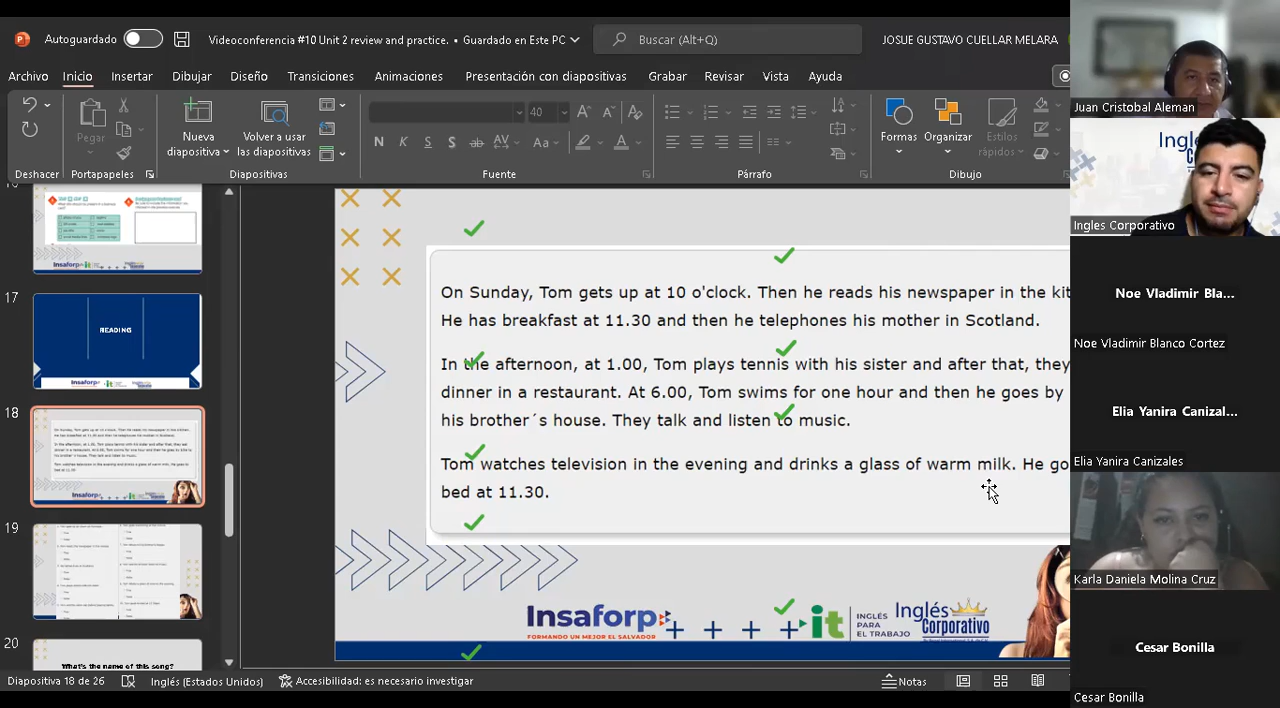 Autoguardado
Videoconferencia #10 Unit 2 review and practice. • Guardado en Este PC
Buscar (Alt+Q)
JOSUE GUSTAVO CUELLAR MELARA
Archivo Inicio Insertar Dibujar Diseño Transiciones Animaciones Presentación con diapositivas Grabar Revisar Vista Ayuda
Pegar
Nueva
diapositiva
Volver a usar
las diapositivas
40
N K S S ab AV Aa A
Formas
Organizar
Estilos
rápidos
Deshacer
Portapapeles
Diapositivas
Fuente
Párrafo
Dibujo
17
READING
18
19
20
What's the name of this song?
On Sunday, Tom gets up at 10 o'clock. Then he reads his newspaper in the
He has breakfast at 11.30 and then he telephones his mother in Scotland.
In the afternoon, at 1.00, Tom plays tennis with his sister and after that, they
dinner in a restaurant. At 6.00, Tom swims for one hour and then he goes by
his brother´s house. They talk and listen to music.
Tom watches television in the evening and drinks a glass of warm milk. He
bed at 11.30.
Insaforp
FORMANDO UN MEJOR EL SALVADOR
it
INGLÉS
PARA
EL TRABAJO
Inglés
Corporativo
Diapositiva 18 de 26
Inglés (Estados Unidos)
Accesibilidad: es necesario investigar
Notas
Juan Cristobal Aleman
Ingles Corporativo
Noe Vladimir Bla...
Noe Vladimir Blanco Cortez
Elia Yanira Canizal...
Elia Yanira Canizales
Karla Daniela Molina Cruz
Cesar Bonilla
Cesar Bonilla